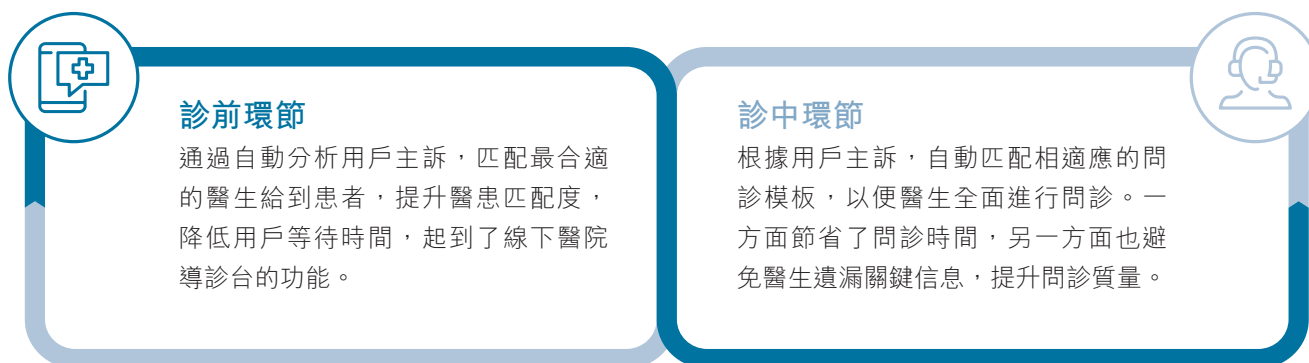 診前環節
通過自動分析用戶主訴，匹配最合適
的醫生給到患者，提升醫患匹配度，
降低用戶等待時間，起到了線下醫院
導診台的功能。
診中環節
根據用戶主訴，自動匹配相適應的問
診模板，以便醫生全面進行問診。一
方面節省了問診時間，另一方面也避
免醫生遺漏關鍵信息，提升問診質量。